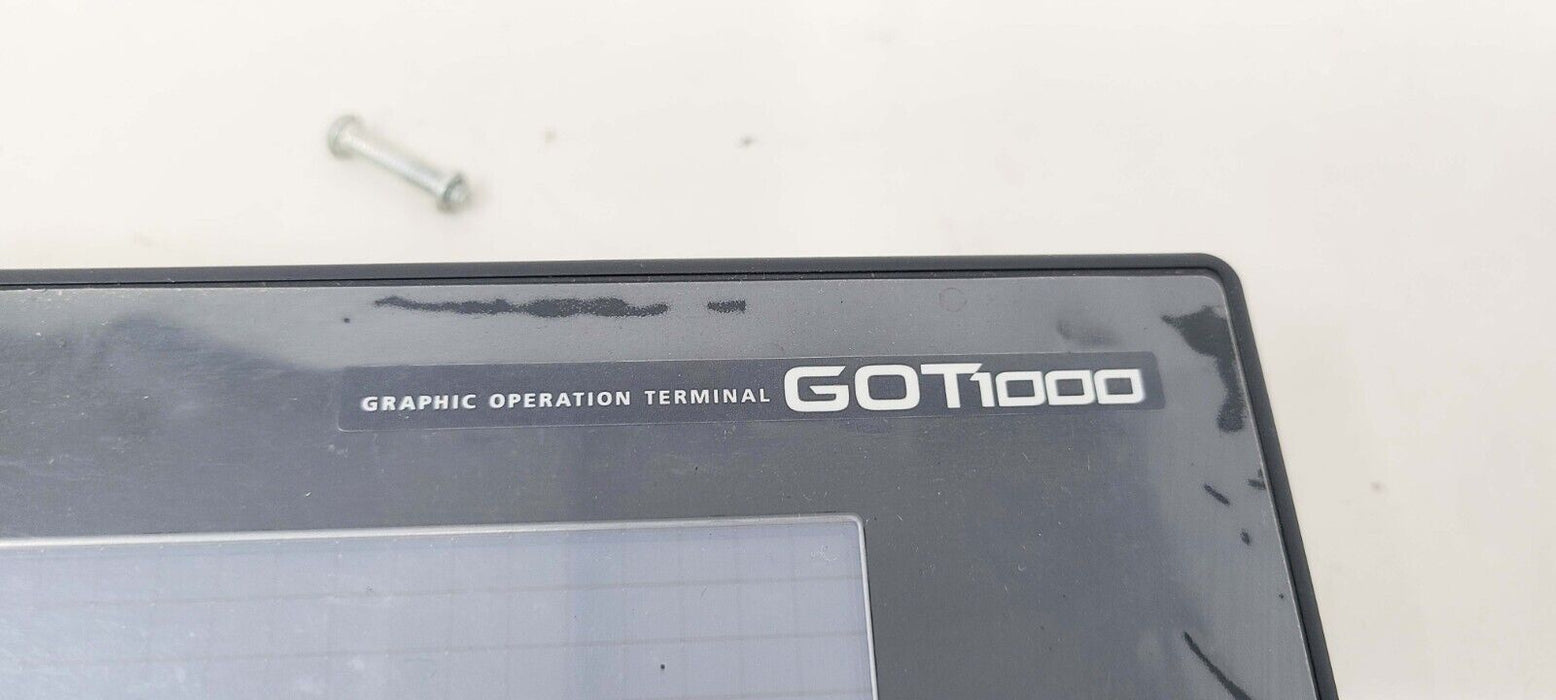 GRAPHIC OPERATION TERMINAL GOT1000